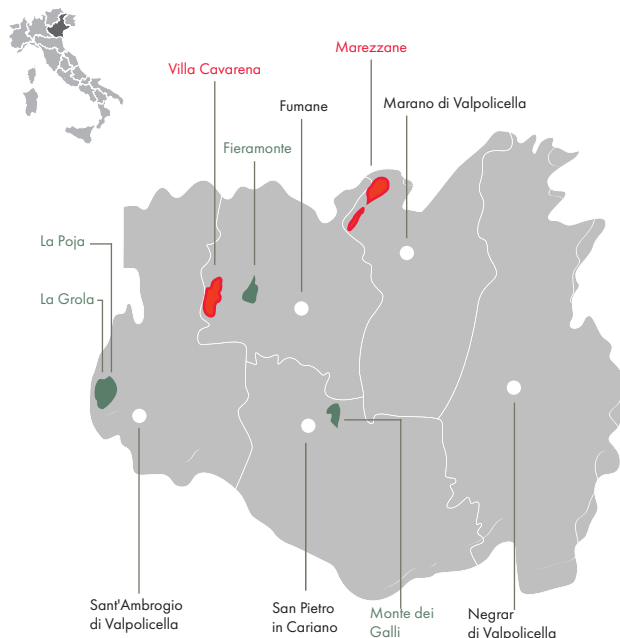 Marezzane
Villa Cavarena
Fumane
Marano di Valpolicella
Fieramonte
La Poja
La Grola
Sant'Ambrogio
di Valpolicella
San Pietro
in Cariano
Monte dei
Galli
Negrar
di Valpolicella